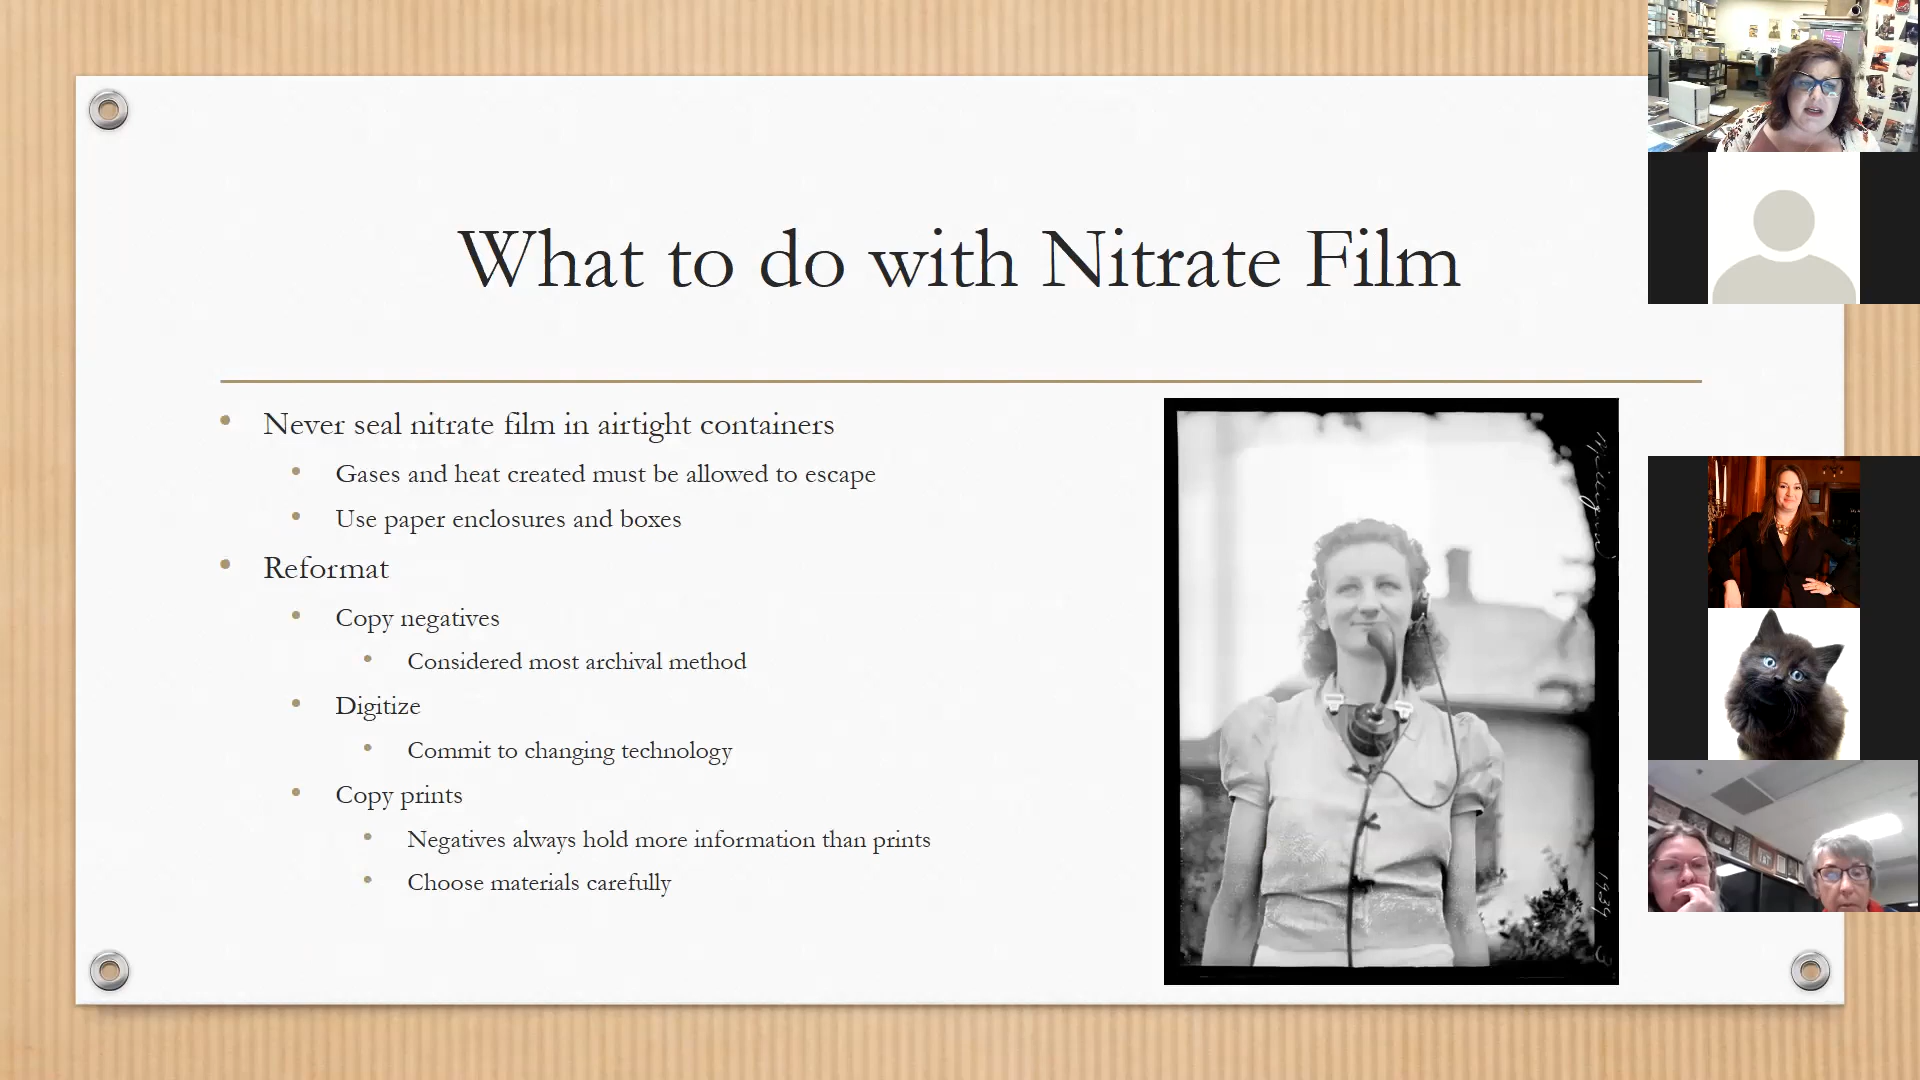 What to do with Nitrate Film
Never seal nitrate film in airtight containers
Gases and heat created must be allowed to escape
Use paper enclosures and boxes
Reformat
Copy negatives
Considered most archival method
Digitize
Commit to changing technology
Copy prints
Negatives always hold more information than prints
Choose materials carefully